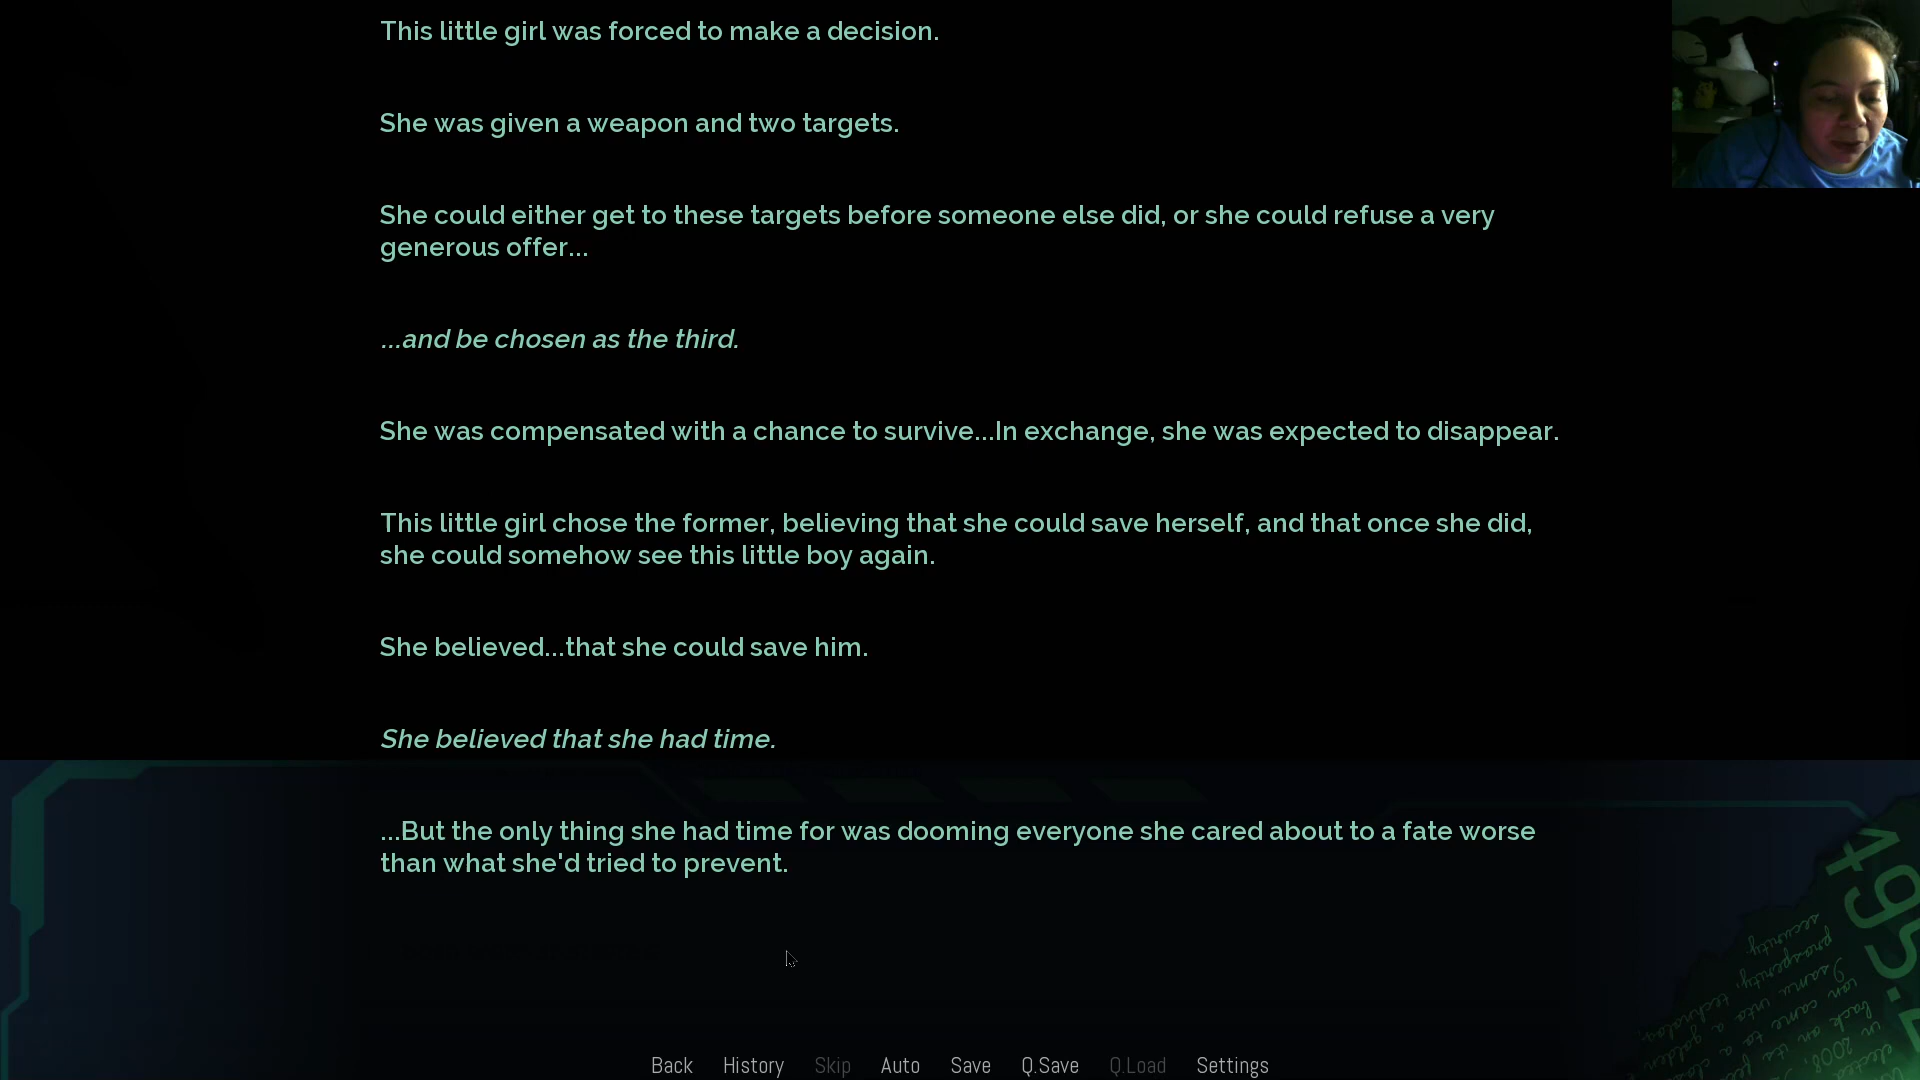 This little girl was forced to make a decision.
She was given a weapon and two targets.
She could either get to these targets before someone else did, or she could refuse a very
generous offer...
...and be chosen as the third.
She was compensated with a chance to survive...In exchange, she was expected to disappear.
This little girl chose the former, believing that she could save herself, and that once she did,
she could somehow see this little boy again.
She believed...that she could save him.
She believed that she had time.
...But the only thing she had time for was dooming everyone she cared about to a fate worse
than what she'd tried to prevent.
security
prosperity,
I came into a
2008,
Back History Skip Auto Save Q.Save Q.Load Settings